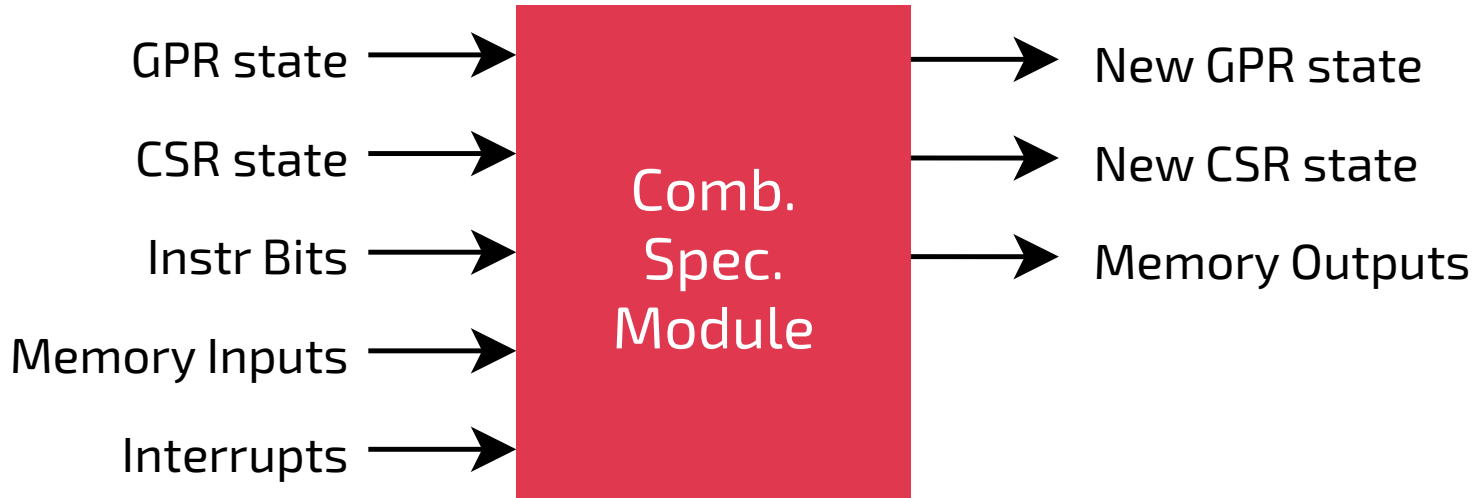 GPR state
CSR state
Instr Bits
Memory Inputs
Interrupts
Comb.
Spec.
Module
New GPR state
New CSR state
Memory Outputs